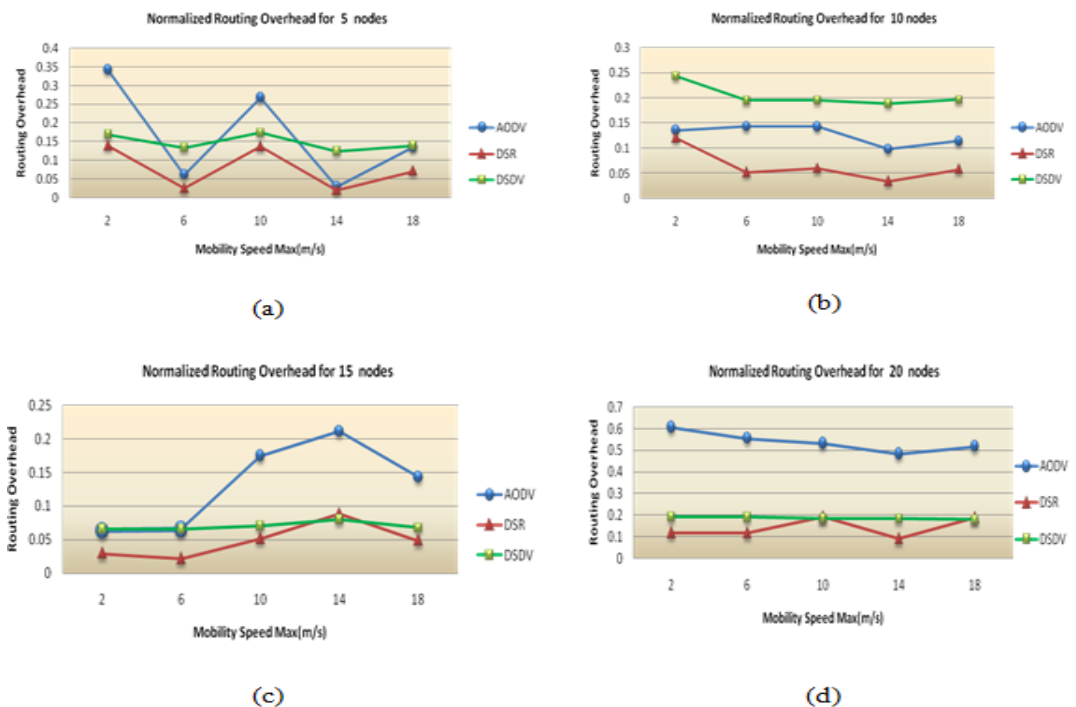 Normalized Routing Overhead for 5 nodes
Routing Overhead
0.4
0.35
0.3
0.25
0.2
0.15
0.1
0.05
0
2 6 10 14 18
Mobility Speed Max(m/s)
AODV
DSR
DSDV
(a)
Normalized Routing Overhead for 10 nodes
Routing Overhead
0.3
0.25
0.2
0.15
0.1
0.05
0
2 6 10 14 18
Mobility Speed Max(m/s)
AODV
DSR
DSDV
(b)
Normalized Routing Overhead for 15 nodes
Routing Overhead
0.25
0.2
0.15
0.1
0.05
0
2 6 10 14 18
Mobility Speed Max(m/s)
AODV
DSR
DSDV
(c)
Normalized Routing Overhead for 20 nodes
Routing Overhead
0.7
0.6
0.5
0.4
0.3
0.2
0.1
0
2 6 10 14 18
Mobility Speed Max(m/s)
AODV
DSR
DSDV
(d)